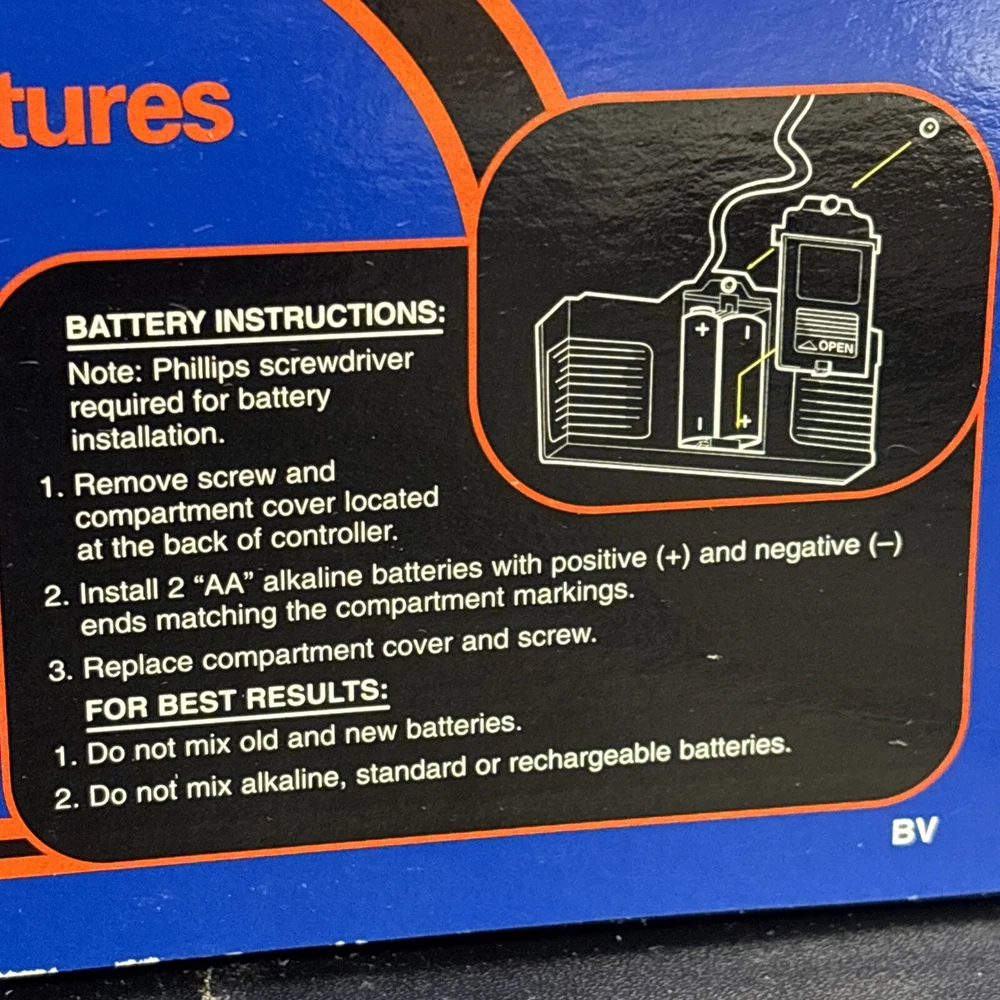 tures
BATTERY INSTRUCTIONS:
Note: Phillips screwdriver
required for battery
installation.
1. Remove screw and
compartment cover located
at the back of controller.
2. Install 2 “AA” alkaline batteries with positive (+) and negative (–)
ends matching the compartment markings.
3. Replace compartment cover and screw.
FOR BEST RESULTS:
1. Do not mix old and new batteries.
2. Do not mix alkaline, standard or rechargeable batteries.
OPEN
+ –
– +
BV